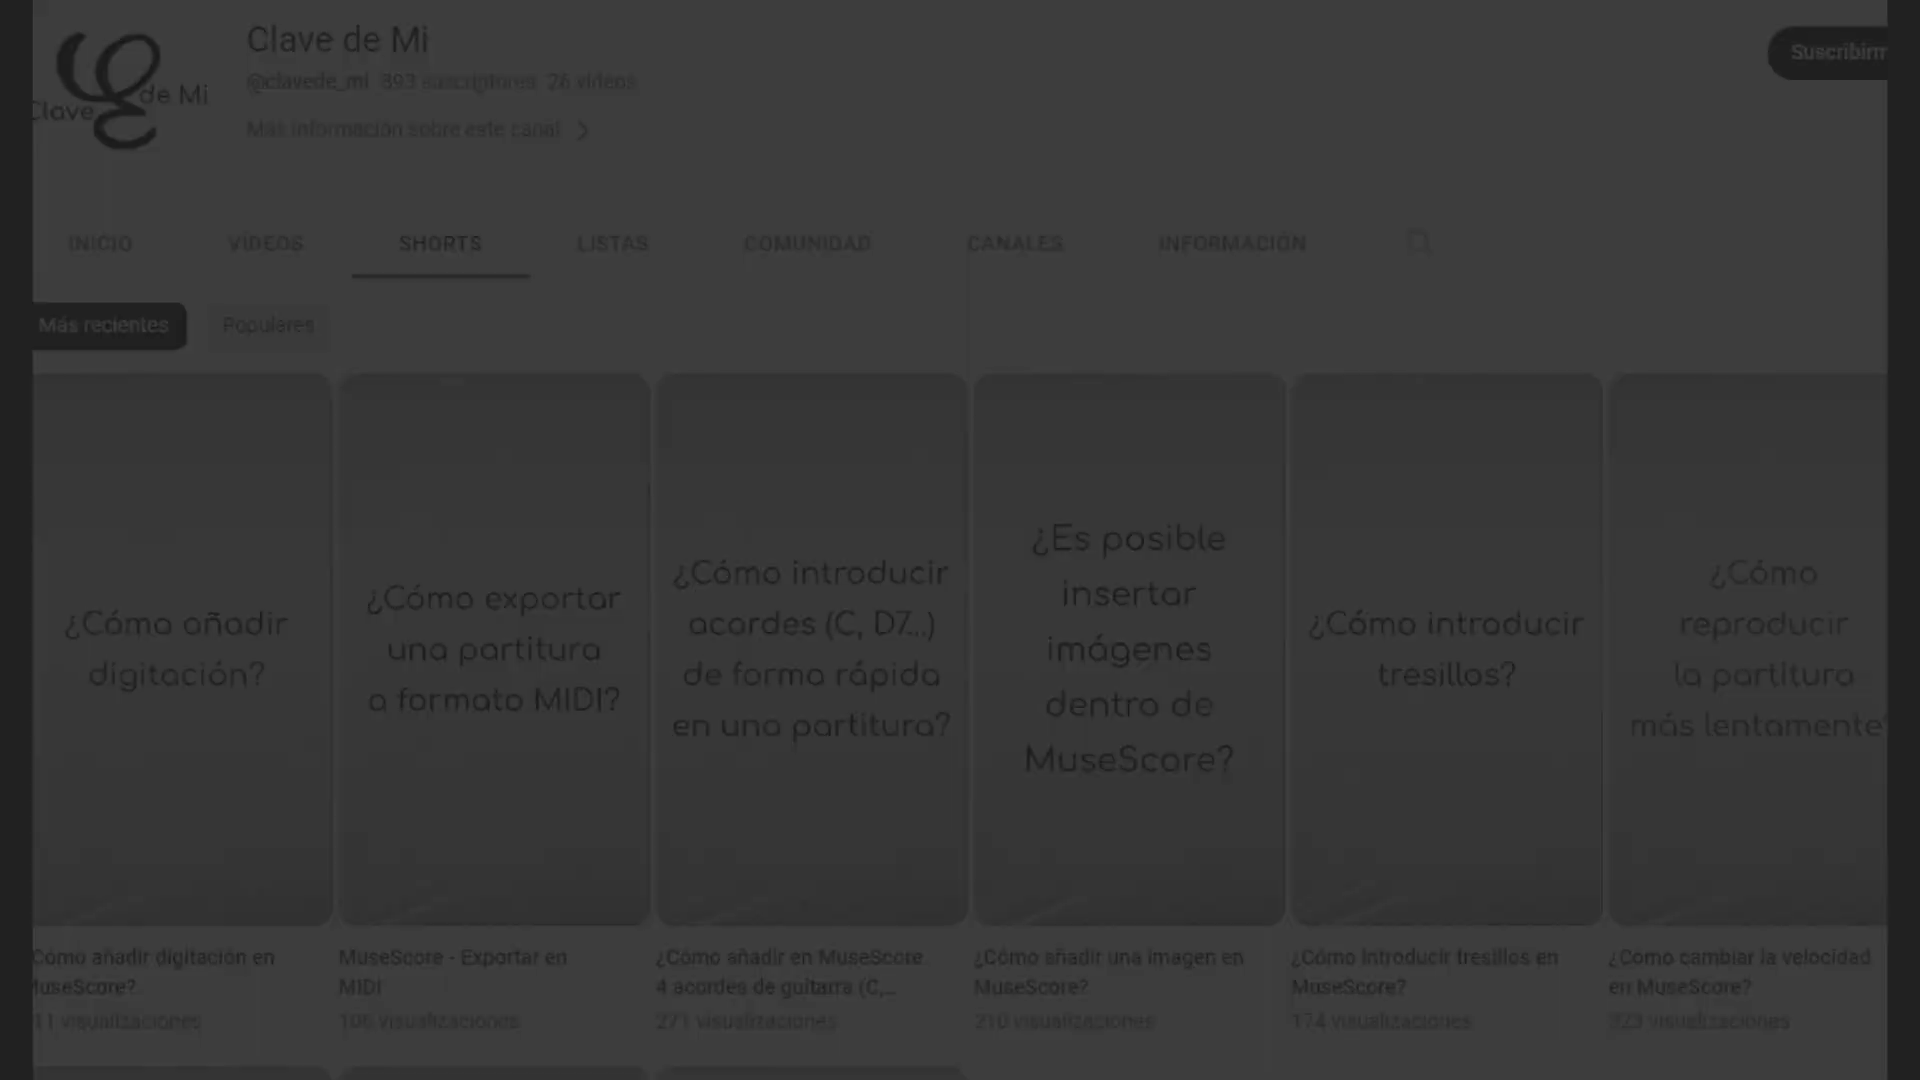 Clave de Mi
Clave de Mi
@clavede_mi 393 suscriptores 26 vídeos
Más información sobre este canal
Suscribirm
INICIO VÍDEOS SHORTS LISTAS COMUNIDAD CANALES INFORMACIÓN
Más recientes Populares
¿Cómo añadir
digitación?
¿Cómo exportar
una partitura
a formato MIDI?
¿Cómo introducir
acordes (C, D7...)
de forma rápida
en una partitura?
¿Es posible
insertar
imágenes
dentro de
MuseScore?
¿Cómo introducir
tresillos?
¿Cómo
reproducir
la partitura
más lentamente?
Cómo añadir digitación en
MuseScore?
11 visualizaciones
MuseScore - Exportar en
MIDI
106 visualizaciones
¿Cómo añadir en MuseScore
4 acordes de guitarra (C,...
271 visualizaciones
¿Cómo añadir una imagen en
MuseScore?
210 visualizaciones
¿Cómo introducir tresillos en
MuseScore?
174 visualizaciones
¿Como cambiar la velocidad
en MuseScore?
323 visualizaciones